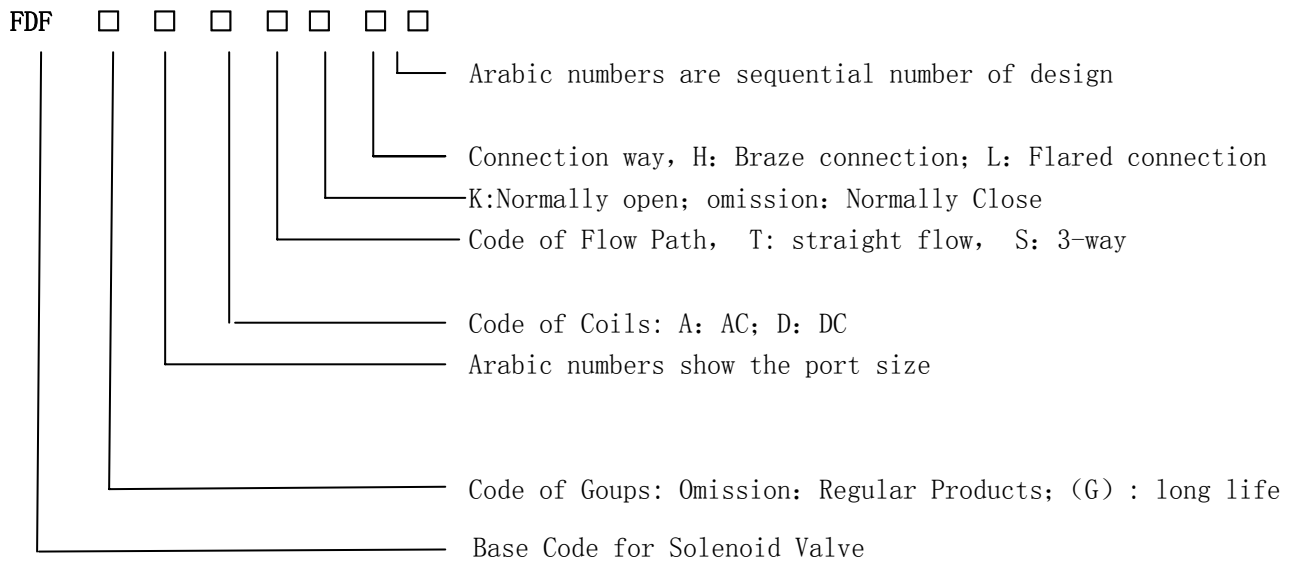 FDF □ □ □ □ □ □ □
Arabic numbers are sequential number of design
Connection way, H: Braze connection; L: Flared connection
K:Normally open; omission: Normally Close
Code of Flow Path, T: straight flow, S: 3-way
Code of Coils: A: AC; D: DC
Arabic numbers show the port size
Code of Goups: Omission: Regular Products; (G) : long life
Base Code for Solenoid Valve